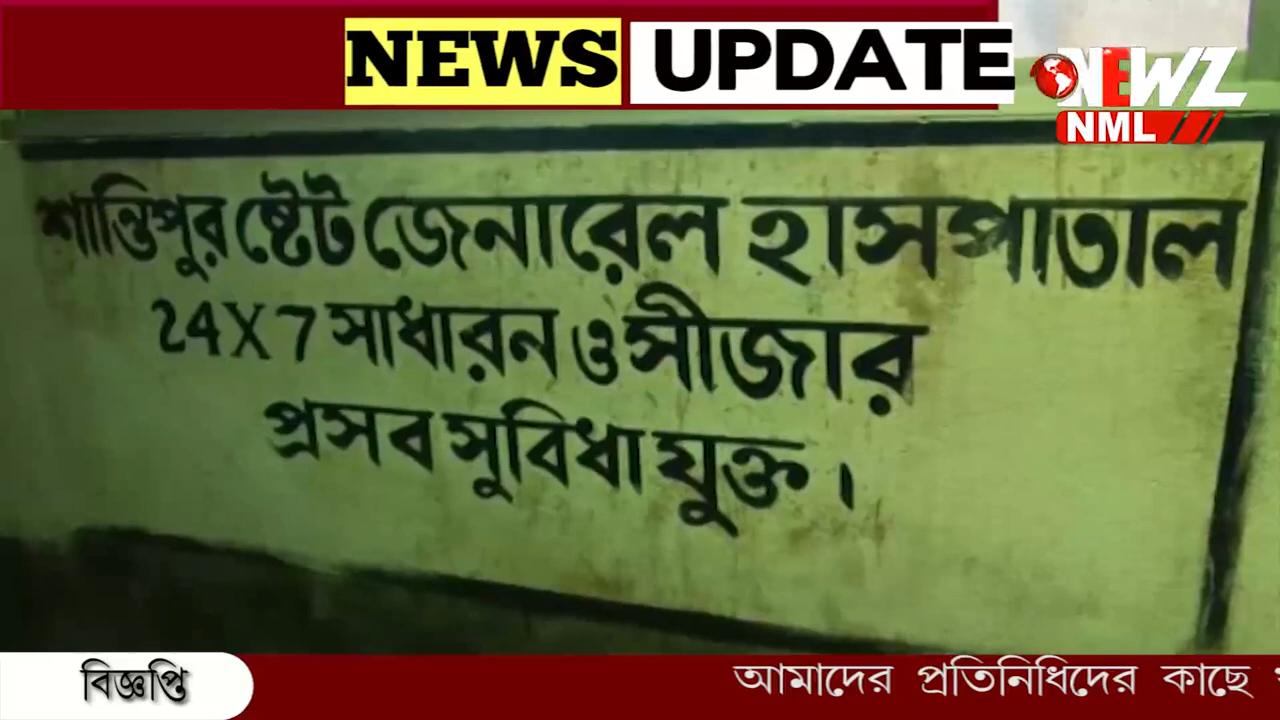 NEWS UPDATE
NEWZ
NML
শান্তিপুর ষ্টেট জেনারেল হাসপাতাল
24X7 সাধারন ও সীজার
প্রসব সুবিধা যুক্ত।
বিজ্ঞপ্তি
আমাদের প্রতিনিধিদের কাছে